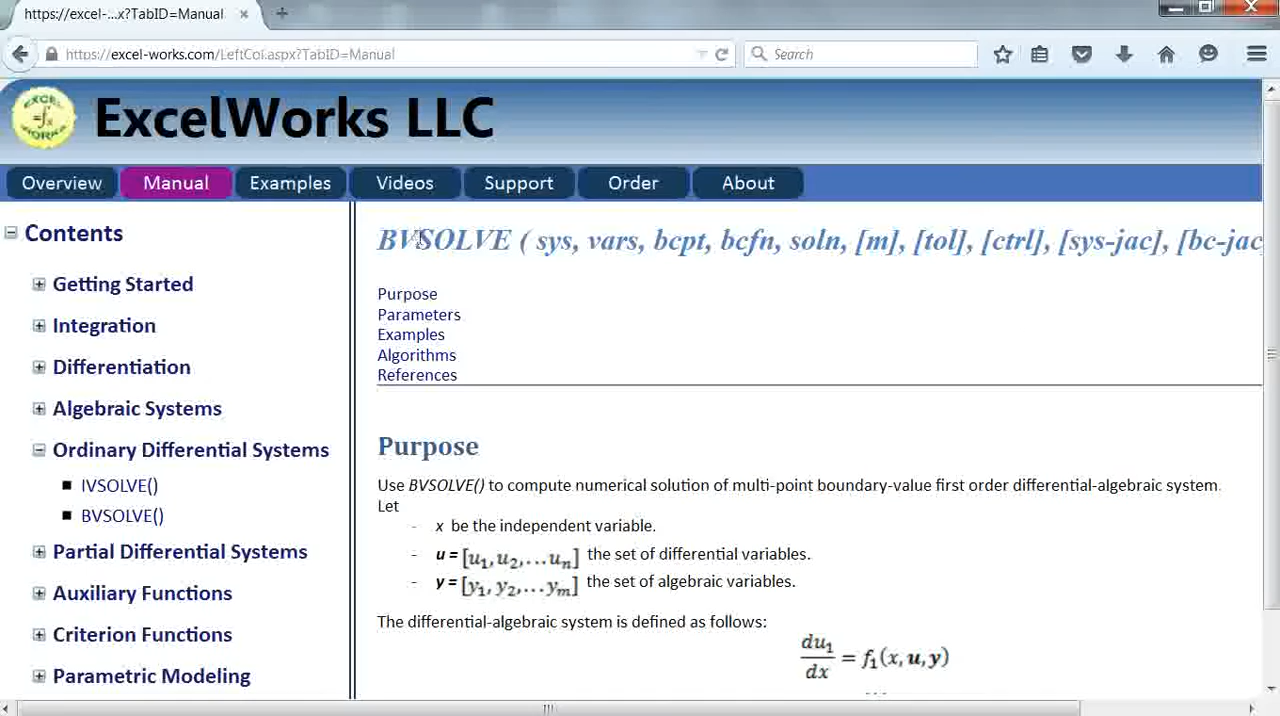 https://excel-...x?TabID=Manual
https://excel-works.com/LeftCol.aspx?TabID=Manual
Search
EXCEL
=fx
WORKS
ExcelWorks LLC
Overview
Manual
Examples
Videos
Support
Order
About
Contents
Getting Started
Integration
Differentiation
Algebraic Systems
Ordinary Differential Systems
IVSOLVE()
BVSOLVE()
Partial Differential Systems
Auxiliary Functions
Criterion Functions
Parametric Modeling
BVSOLVE ( sys, vars, bcpt, bcfn, soln, [m], [tol], [ctrl], [sys-jac], [bc-jac
Purpose
Parameters
Examples
Algorithms
References
Purpose
Use BVSOLVE() to compute numerical solution of multi-point boundary-value first order differential-algebraic system.
Let
- x be the independent variable.
- u = [u₁, u₂, ... uₙ] the set of differential variables.
- y = [y₁, y₂, ... yₘ] the set of algebraic variables.
The differential-algebraic system is defined as follows:
du₁/dx = f₁(x, u, y)
...